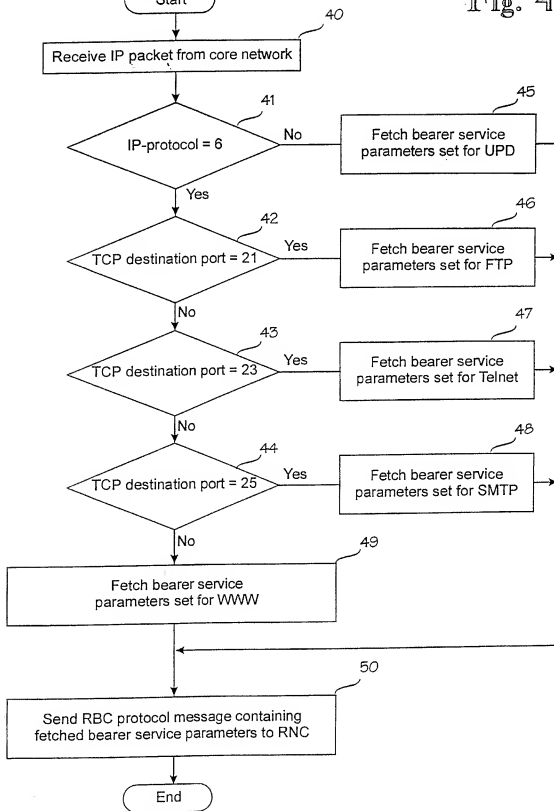 Start
Fig. 4
40
Receive IP packet from core network
41
IP-protocol = 6
No
45
Fetch bearer service
parameters set for UPD
Yes
42
TCP destination port = 21
Yes
46
Fetch bearer service
parameters set for FTP
No
43
TCP destination port = 23
Yes
47
Fetch bearer service
parameters set for Telnet
No
44
TCP destination port = 25
Yes
48
Fetch bearer service
parameters set for SMTP
No
49
Fetch bearer service
parameters set for WWW
50
Send RBC protocol message containing
fetched bearer service parameters to RNC
End